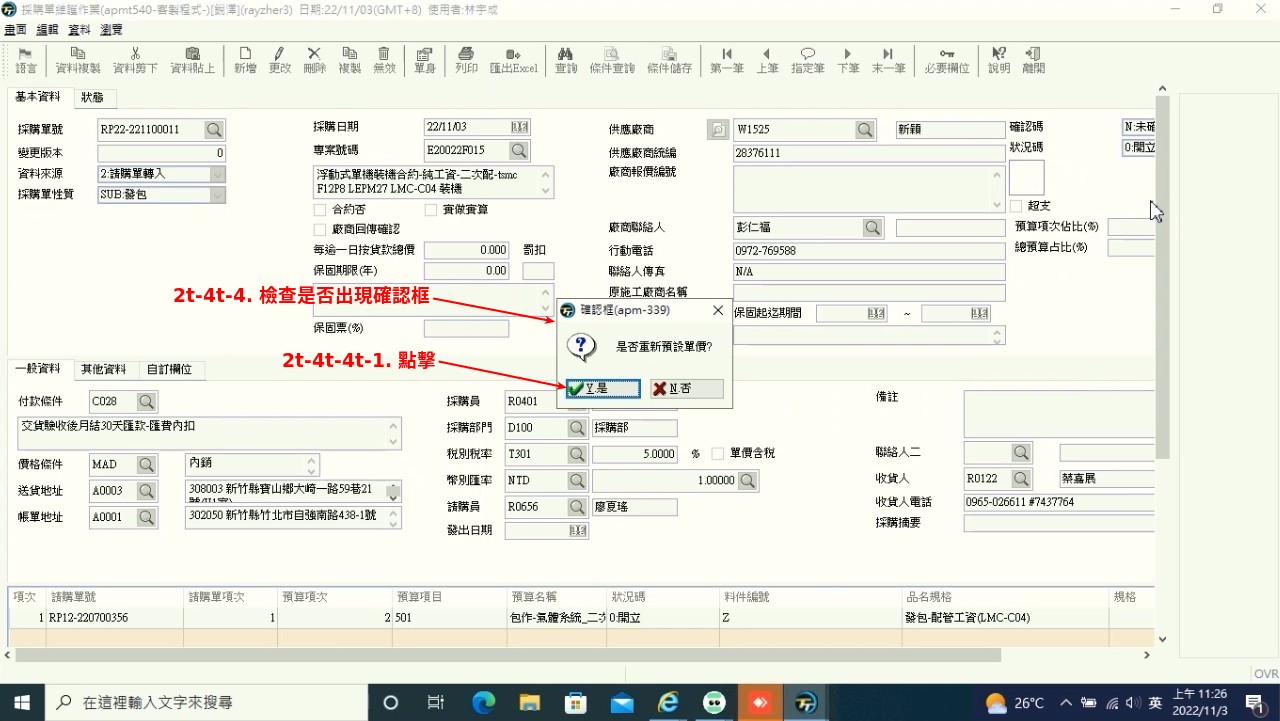 採購單維護作業(apmt540-客製程式-)[銳澤](rayzher3) 日期:22/11/03(GMT+8) 使用者:林宇彧
畫面 編輯 資料 瀏覽
語言 資料複製 資料剪下 資料貼上 新增 更改 刪除 複製 無效 單身 列印 匯出Excel 查詢 條件查詢 條件儲存 第一筆 上筆 指定筆 下筆 末一筆 必要欄位 說明 離開
基本資料 狀態
採購單號 RP22-221100011 採購日期 22/11/03 供應廠商 W1525 新穎 確認碼 N:未確
變更版本 0 專案號碼 E20022F015 供應廠商統編 28376111 狀況碼 0:開立
資料來源 2:請購單轉入 浮動式單機裝機合約-純工資-二次配-tsmc 廠商報價編號
採購單性質 SUB:發包 F12P8 LEPM27 LMC-C04 裝機
合約否 實做實算 超支
廠商回傳確認 廠商聯絡人 彭仁福 預算項次佔比(%)
每逾一日按貨款總價 0.000 罰扣 行動電話 0972-769588 總預算占比(%)
保固期限(年) 0.00 聯絡人傳真 N/A
2t-4t-4. 檢查是否出現確認框 原施工廠商名稱
確認框(apm-339) 保固起迄期間 ~
保固票(%)
是否重新預設單價?
2t-4t-4t-1. 點擊
Y.是 N.否
一般資料 其他資料 自訂欄位
付款條件 C028 採購員 R0401 備註
交貨驗收後月結30天匯款-匯費內扣 採購部門 D100 採購部
稅別稅率 T301 5.0000 % 單價含稅 聯絡人二
價格條件 MAD 內銷
送貨地址 A0003 308003 新竹縣寶山鄉大崎一路59巷21 幣別匯率 NTD 1.00000 收貨人 R0122 蔡嘉展
帳單地址 A0001 302050 新竹縣竹北市自強南路438-1號 請購員 R0656 廖夏瑤 收貨人電話 0965-026611 #7437764
發出日期 採購摘要
項次 請購單號 請購單項次 預算項次 預算項目 預算名稱 狀況碼 料件編號 品名規格 規格
1 RP12-220700356 1 2 501 包作-氣體系統_二次 0:開立 Z 發包-配管工資(LMC-C04)
OVR
在這裡輸入文字來搜尋 26°C 英 上午 11:26
2022/11/3 1